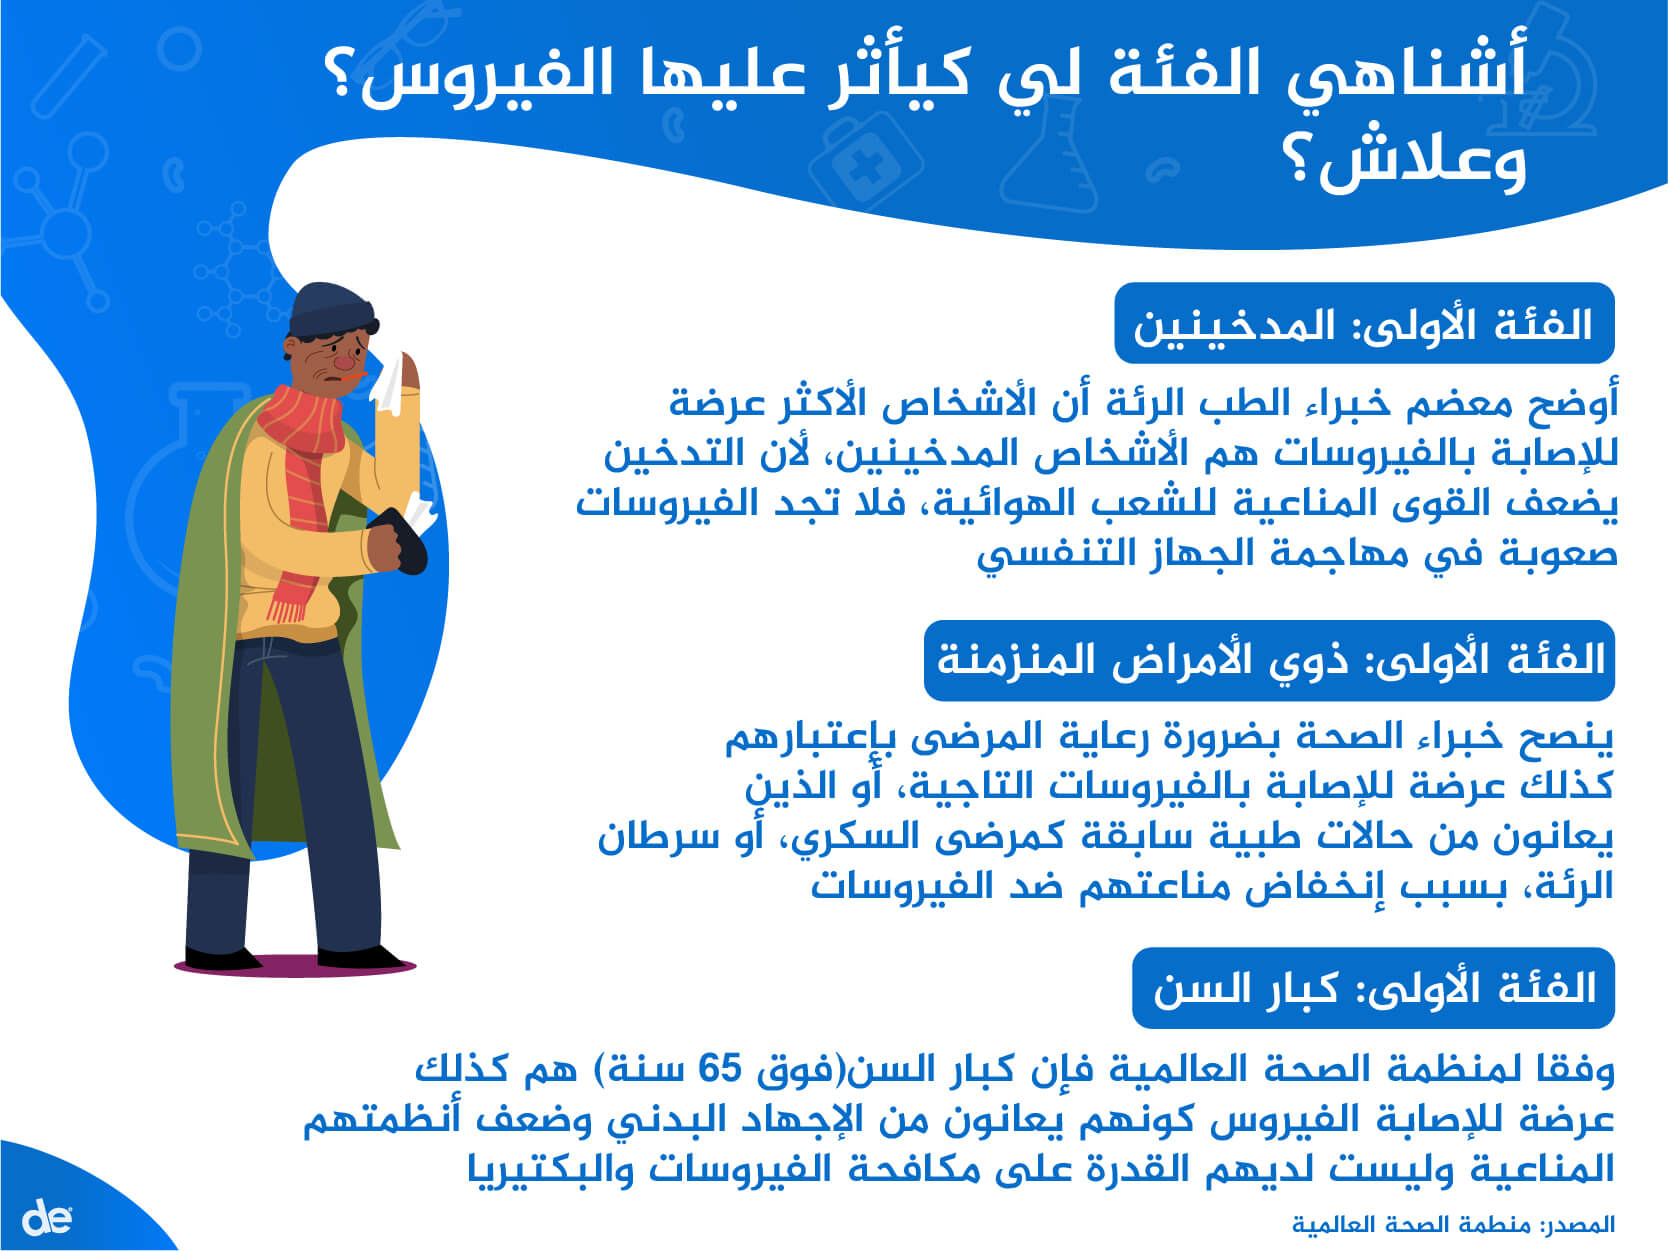 أشناهي الفئة لي كيأثر عليها الفيروس؟
وعلاش؟
الفئة الأولى: المدخينين
أوضح معضم خبراء الطب الرئة أن الأشخاص الأكثر عرضة
للإصابة بالفيروسات هم الأشخاص المدخينين، لأن التدخين
يضعف القوى المناعية للشعب الهوائية، فلا تجد الفيروسات
صعوبة في مهاجمة الجهاز التنفسي
الفئة الأولى: ذوي الأمراض المنزمنة
ينصح خبراء الصحة بضرورة رعاية المرضى بإعتبارهم
كذلك عرضة للإصابة بالفيروسات التاجية، أو الذين
يعانون من حالات طبية سابقة كمرضى السكري، أو سرطان
الرئة، بسبب إنخفاض مناعتهم ضد الفيروسات
الفئة الأولى: كبار السن
وفقا لمنظمة الصحة العالمية فإن كبار السن(فوق 65 سنة) هم كذلك
عرضة للإصابة الفيروس كونهم يعانون من الإجهاد البدني وضعف أنظمتهم
المناعية وليست لديهم القدرة على مكافحة الفيروسات والبكتيريا
المصدر: منطمة الصحة العالمية
de